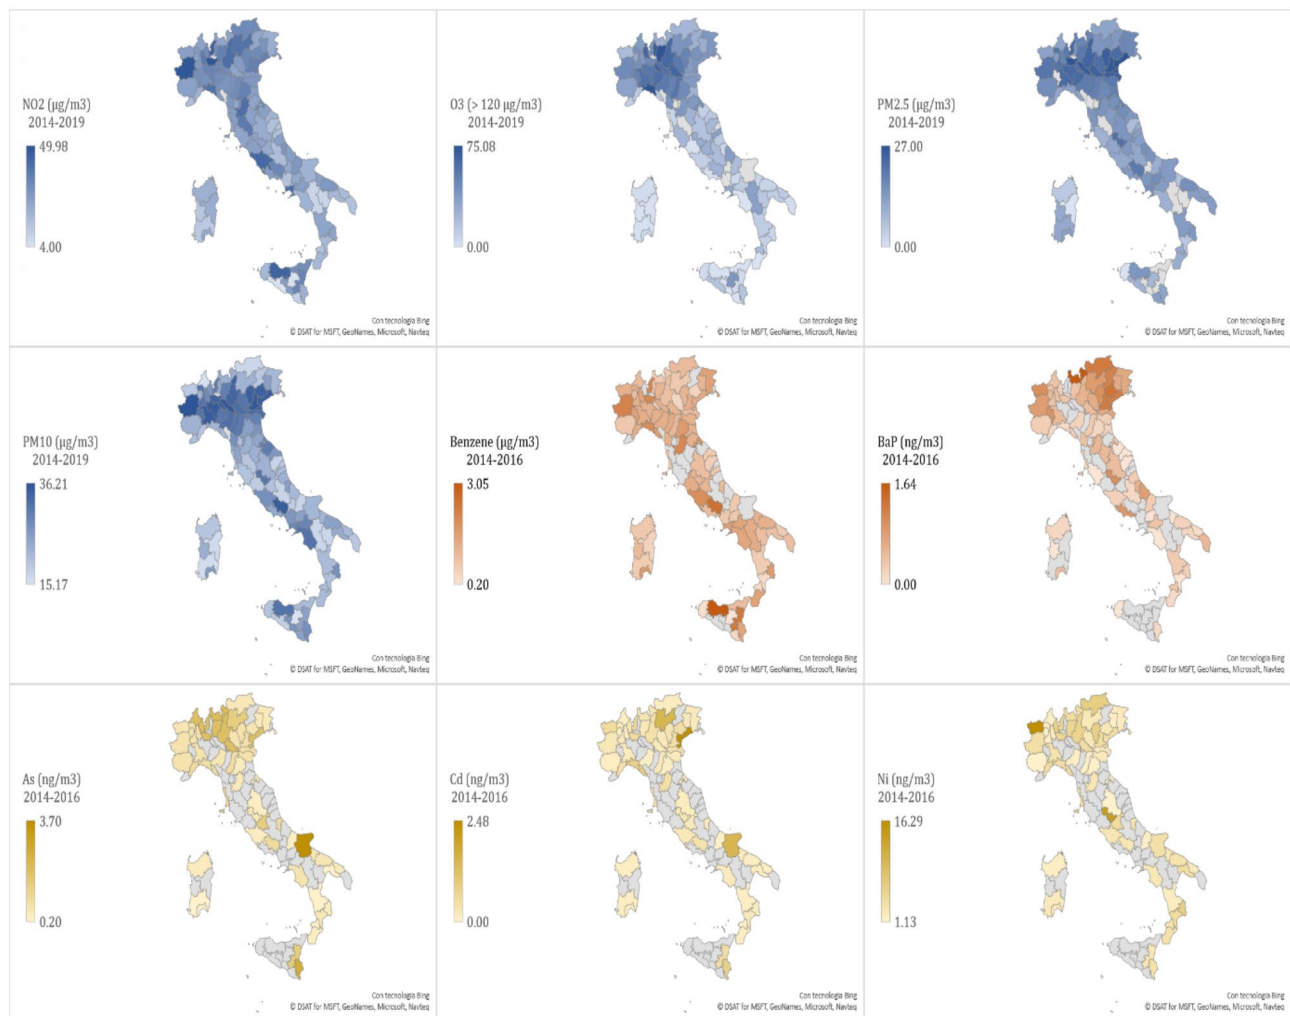 NO2 (µg/m3)
2014-2019
49.98
4.00
Con tecnologia Bing
© DSAT for MSFT, GeoNames, Microsoft, Navteq
O3 (> 120 µg/m3)
2014-2019
75.08
0.00
Con tecnologia Bing
© DSAT for MSFT, GeoNames, Microsoft, Navteq
PM2.5 (µg/m3)
2014-2019
27.00
0.00
Con tecnologia Bing
© DSAT for MSFT, GeoNames, Microsoft, Navteq
PM10 (µg/m3)
2014-2019
36.21
15.17
Con tecnologia Bing
© DSAT for MSFT, GeoNames, Microsoft, Navteq
Benzene (µg/m3)
2014-2016
3.05
0.20
Con tecnologia Bing
© DSAT for MSFT, GeoNames, Microsoft, Navteq
BaP (ng/m3)
2014-2016
1.64
0.00
Con tecnologia Bing
© DSAT for MSFT, GeoNames, Microsoft, Navteq
As (ng/m3)
2014-2016
3.70
0.20
Con tecnologia Bing
© DSAT for MSFT, GeoNames, Microsoft, Navteq
Cd (ng/m3)
2014-2016
2.48
0.00
Con tecnologia Bing
© DSAT for MSFT, GeoNames, Microsoft, Navteq
Ni (ng/m3)
2014-2016
16.29
1.13
Con tecnologia Bing
© DSAT for MSFT, GeoNames, Microsoft, Navteq